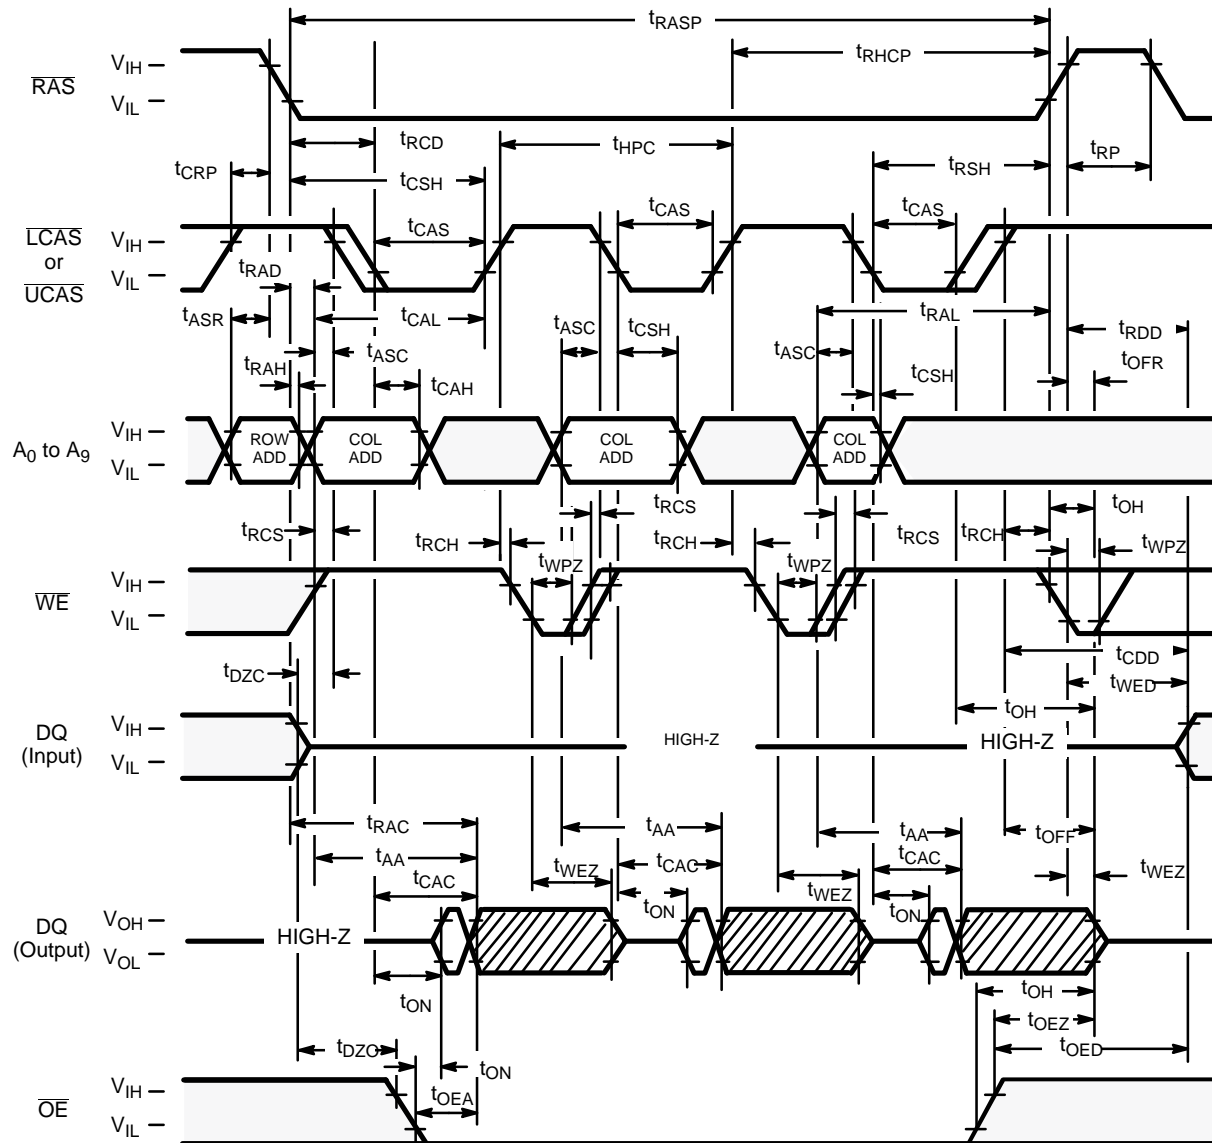 tRASP
tRHCP
RAS
VIH
VIL
tRCD
tHPC
tCRP
tCSH
tRSH
tRP
LCAS
or
UCAS
VIH
VIL
tCAS
tCAS
tCAS
tRAD
tASR
tCAL
tRAL
tASC
tCSH
tRDD
tRAH
tASC
tCAH
tASC
tCSH
tOFR
A0 to A9
VIH
VIL
ROW
ADD
COL
ADD
COL
ADD
COL
ADD
tRCS
tRCH
tWPZ
tRCS
tRCH
tWPZ
tRCS
tRCH
tOH
tWPZ
WE
VIH
VIL
tDZC
tCDD
tWED
tOH
DQ
(Input)
VIH
VIL
HIGH-Z
HIGH-Z
tRAC
tAA
tAA
tOFF
tAA
tCAC
tCAC
tCAC
tWEZ
tWEZ
tWEZ
tON
tON
DQ
(Output)
VOH
VOL
HIGH-Z
tON
tOH
tOEZ
tDZO
tOED
tON
tOEA
OE
VIH
VIL